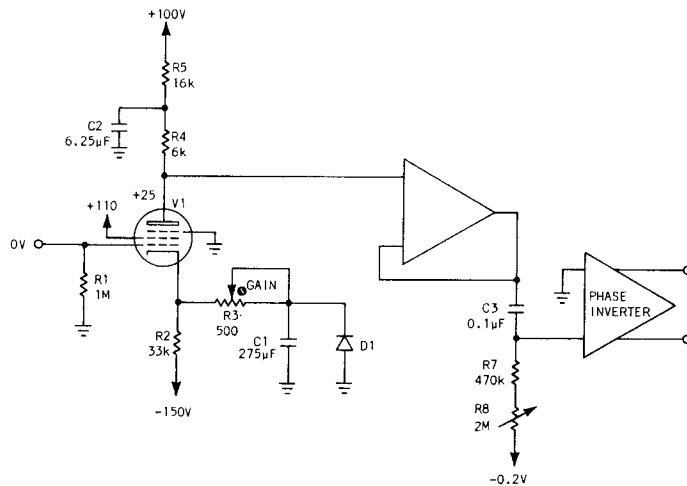 +100V
R5
16k
C2
6.25µF
R4
6k
+25
V1
+110
0V
R1
1M
GAIN
R3
500
R2
33k
C1
275µF
D1
-150V
C3
0.1µF
PHASE
INVERTER
R7
470k
R8
2M
-0.2V